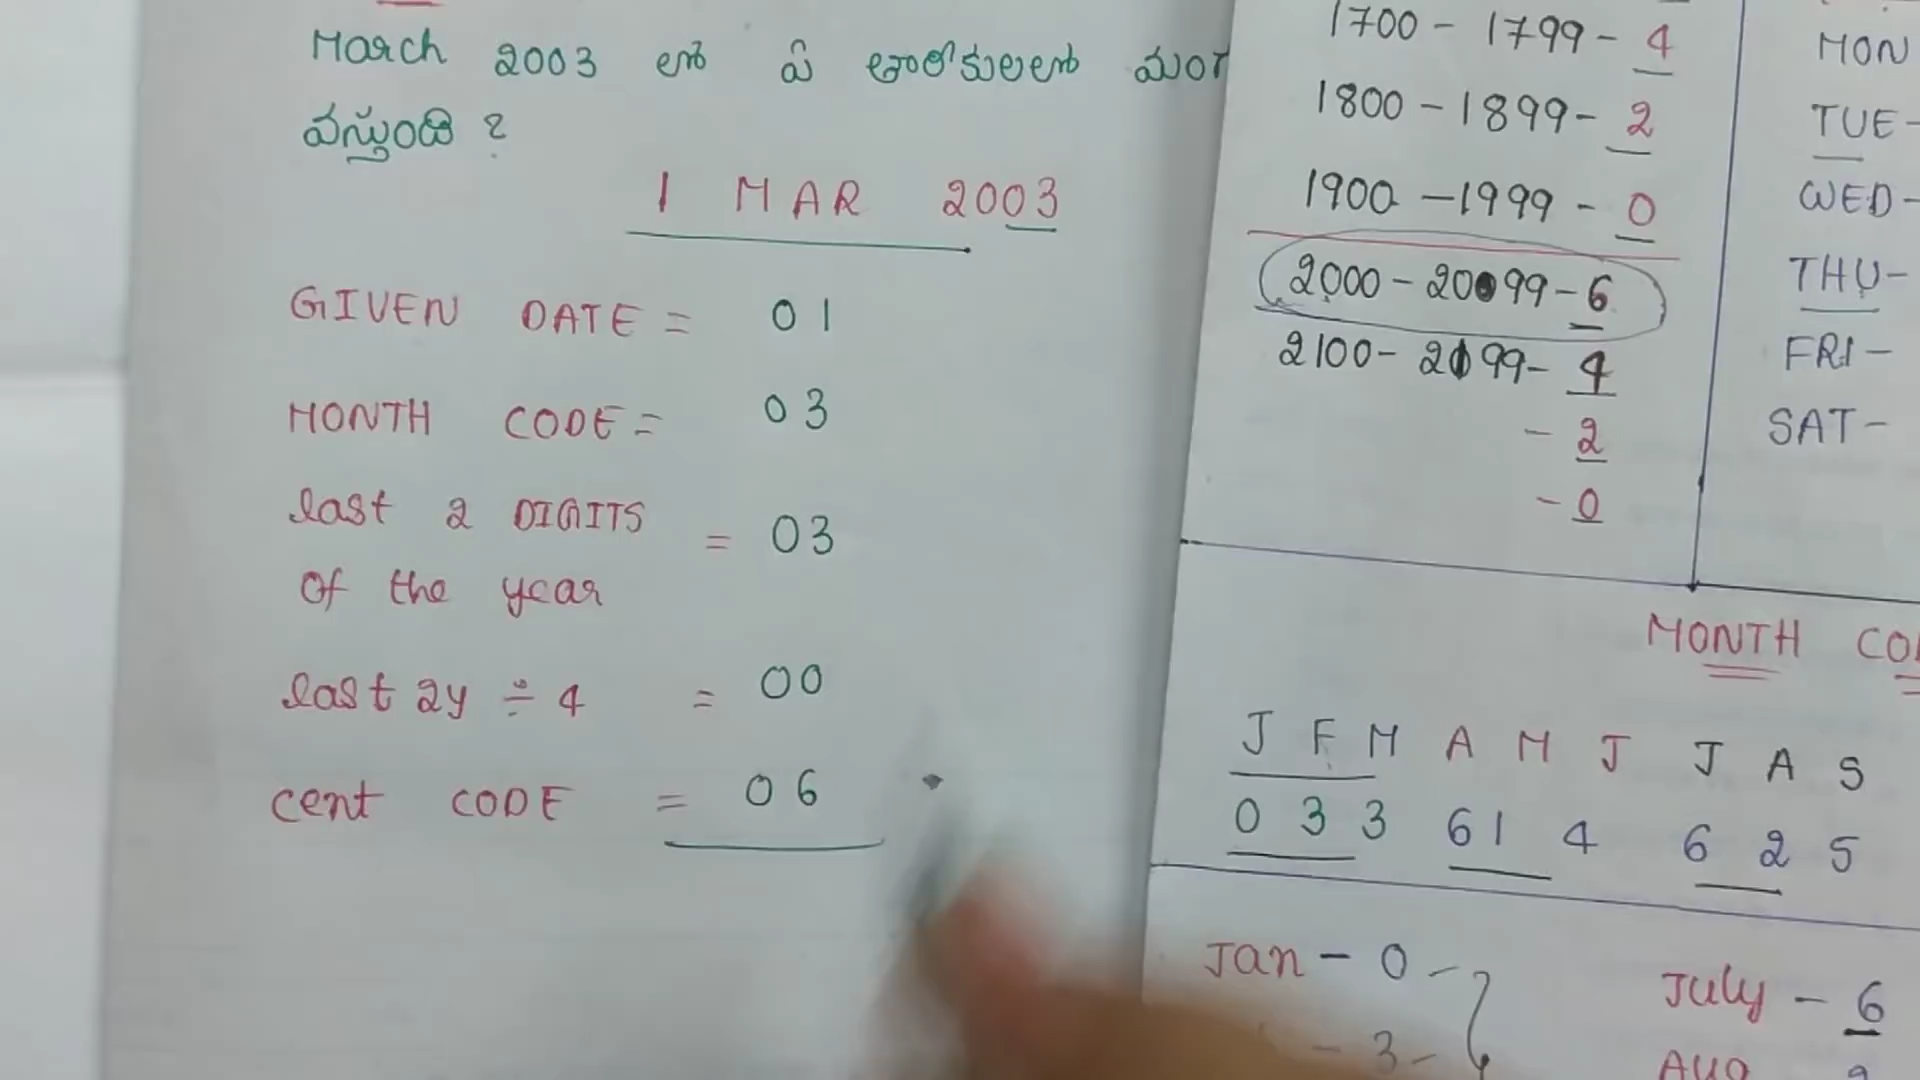 March 2003 లో ఏ తారీకులలో
వస్తుంది ?
1 MAR 2003
GIVEN DATE = 01
MONTH CODE = 03
last 2 DIGITS = 03
of the year
last 2y ÷ 4 = 00
cent CODE = 06
1700 - 1799 - 4
1800 - 1899 - 2
1900 - 1999 - 0
2000 - 2099 - 6
2100 - 2199 - 4
- 2
- 0
MON
TUE -
WED -
THU -
FRI -
SAT -
MONTH
J F M A M J J A S
0 3 3 6 1 4 6 2 5
Jan - 0 -
- 3 -
July - 6